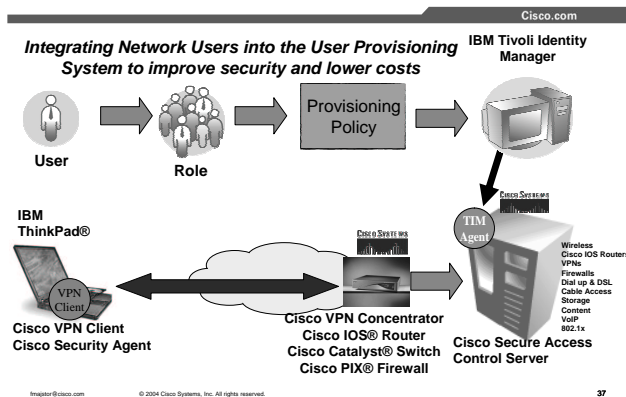 Cisco.com
Integrating Network Users into the User Provisioning
System to improve security and lower costs
IBM Tivoli Identity
Manager
Provisioning
Policy
User
Role
CISCO SYSTEMS
TIM
Agent
IBM
ThinkPad®
CISCO SYSTEMS
Wireless
Cisco IOS Routers
VPNs
Firewalls
Dial up & DSL
Cable Access
Storage
Content
VoIP
802.1x
VPN
Client
Cisco VPN Client
Cisco Security Agent
Cisco VPN Concentrator
Cisco IOS® Router
Cisco Catalyst® Switch
Cisco PIX® Firewall
Cisco Secure Access
Control Server
fmajstor@cisco.com
© 2004 Cisco Systems, Inc. All rights reserved.
37